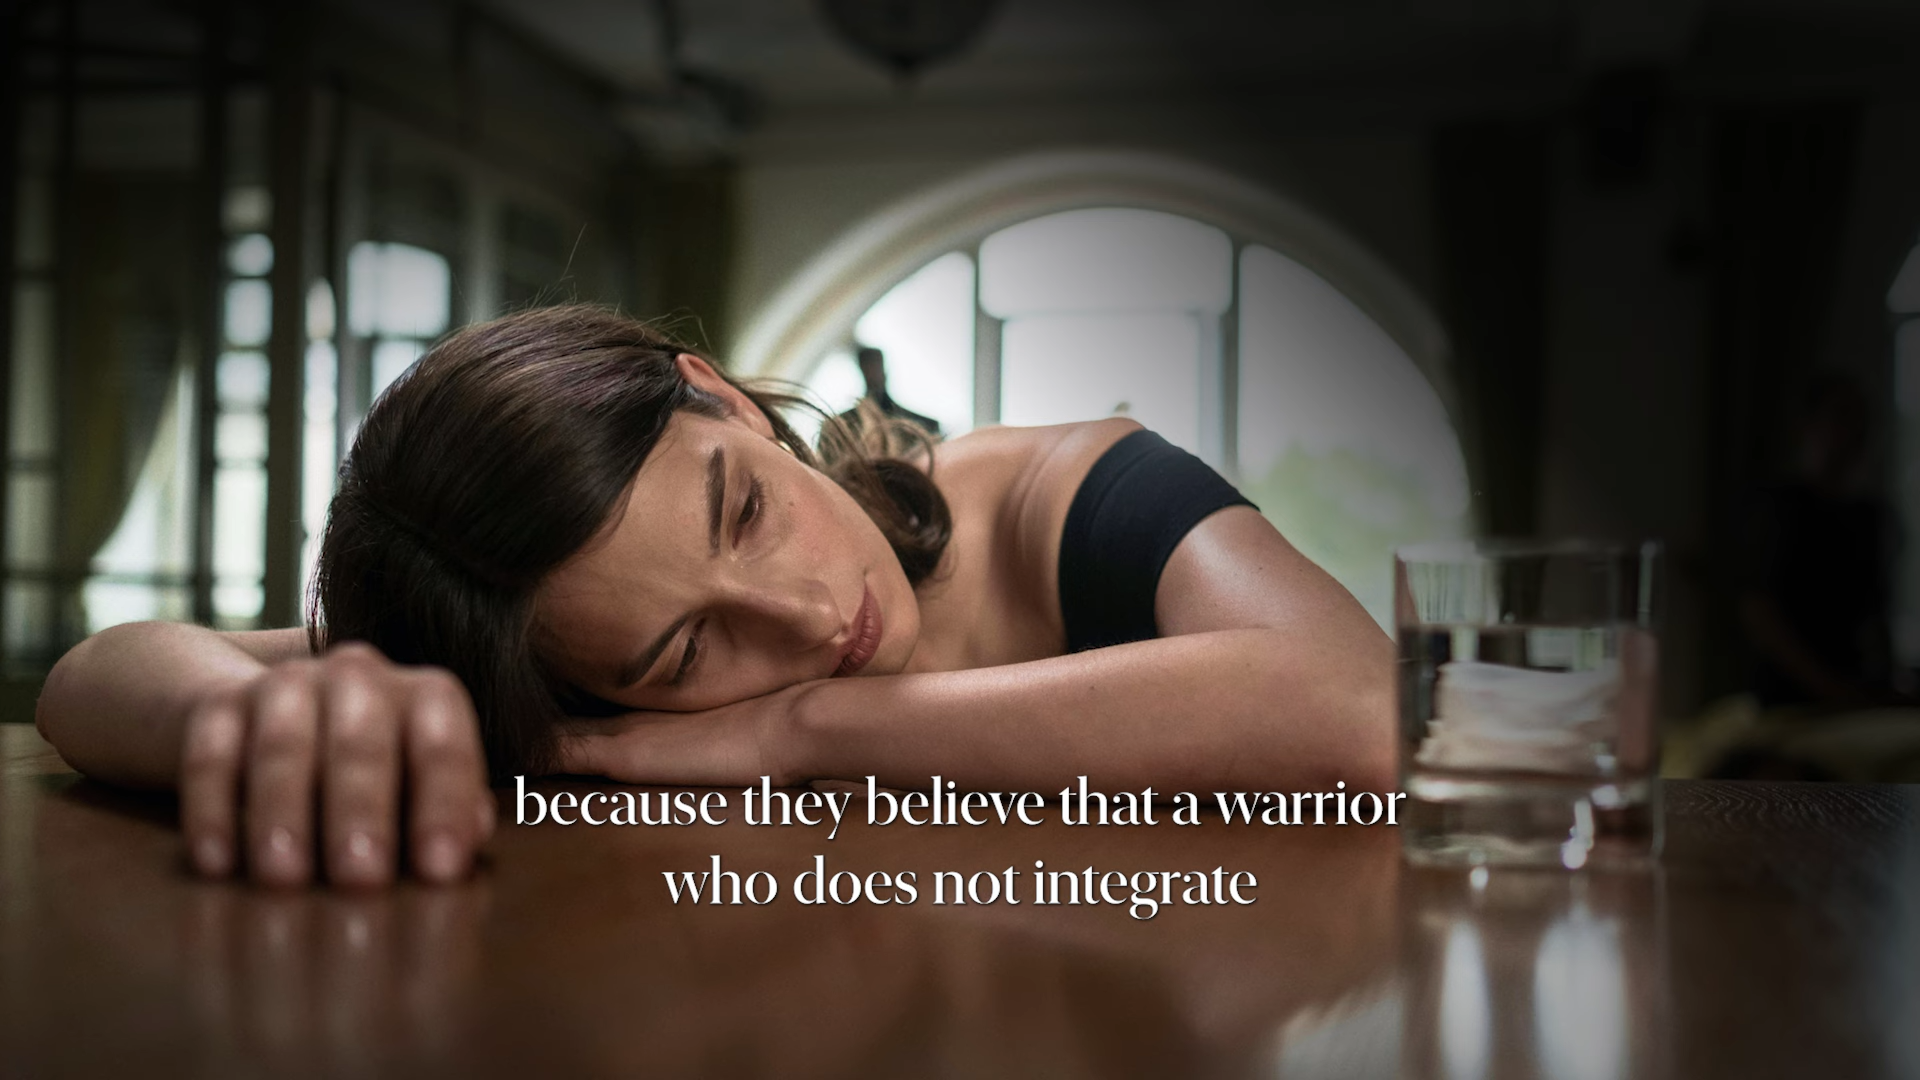 because they believe that a warrior
who does not integrate